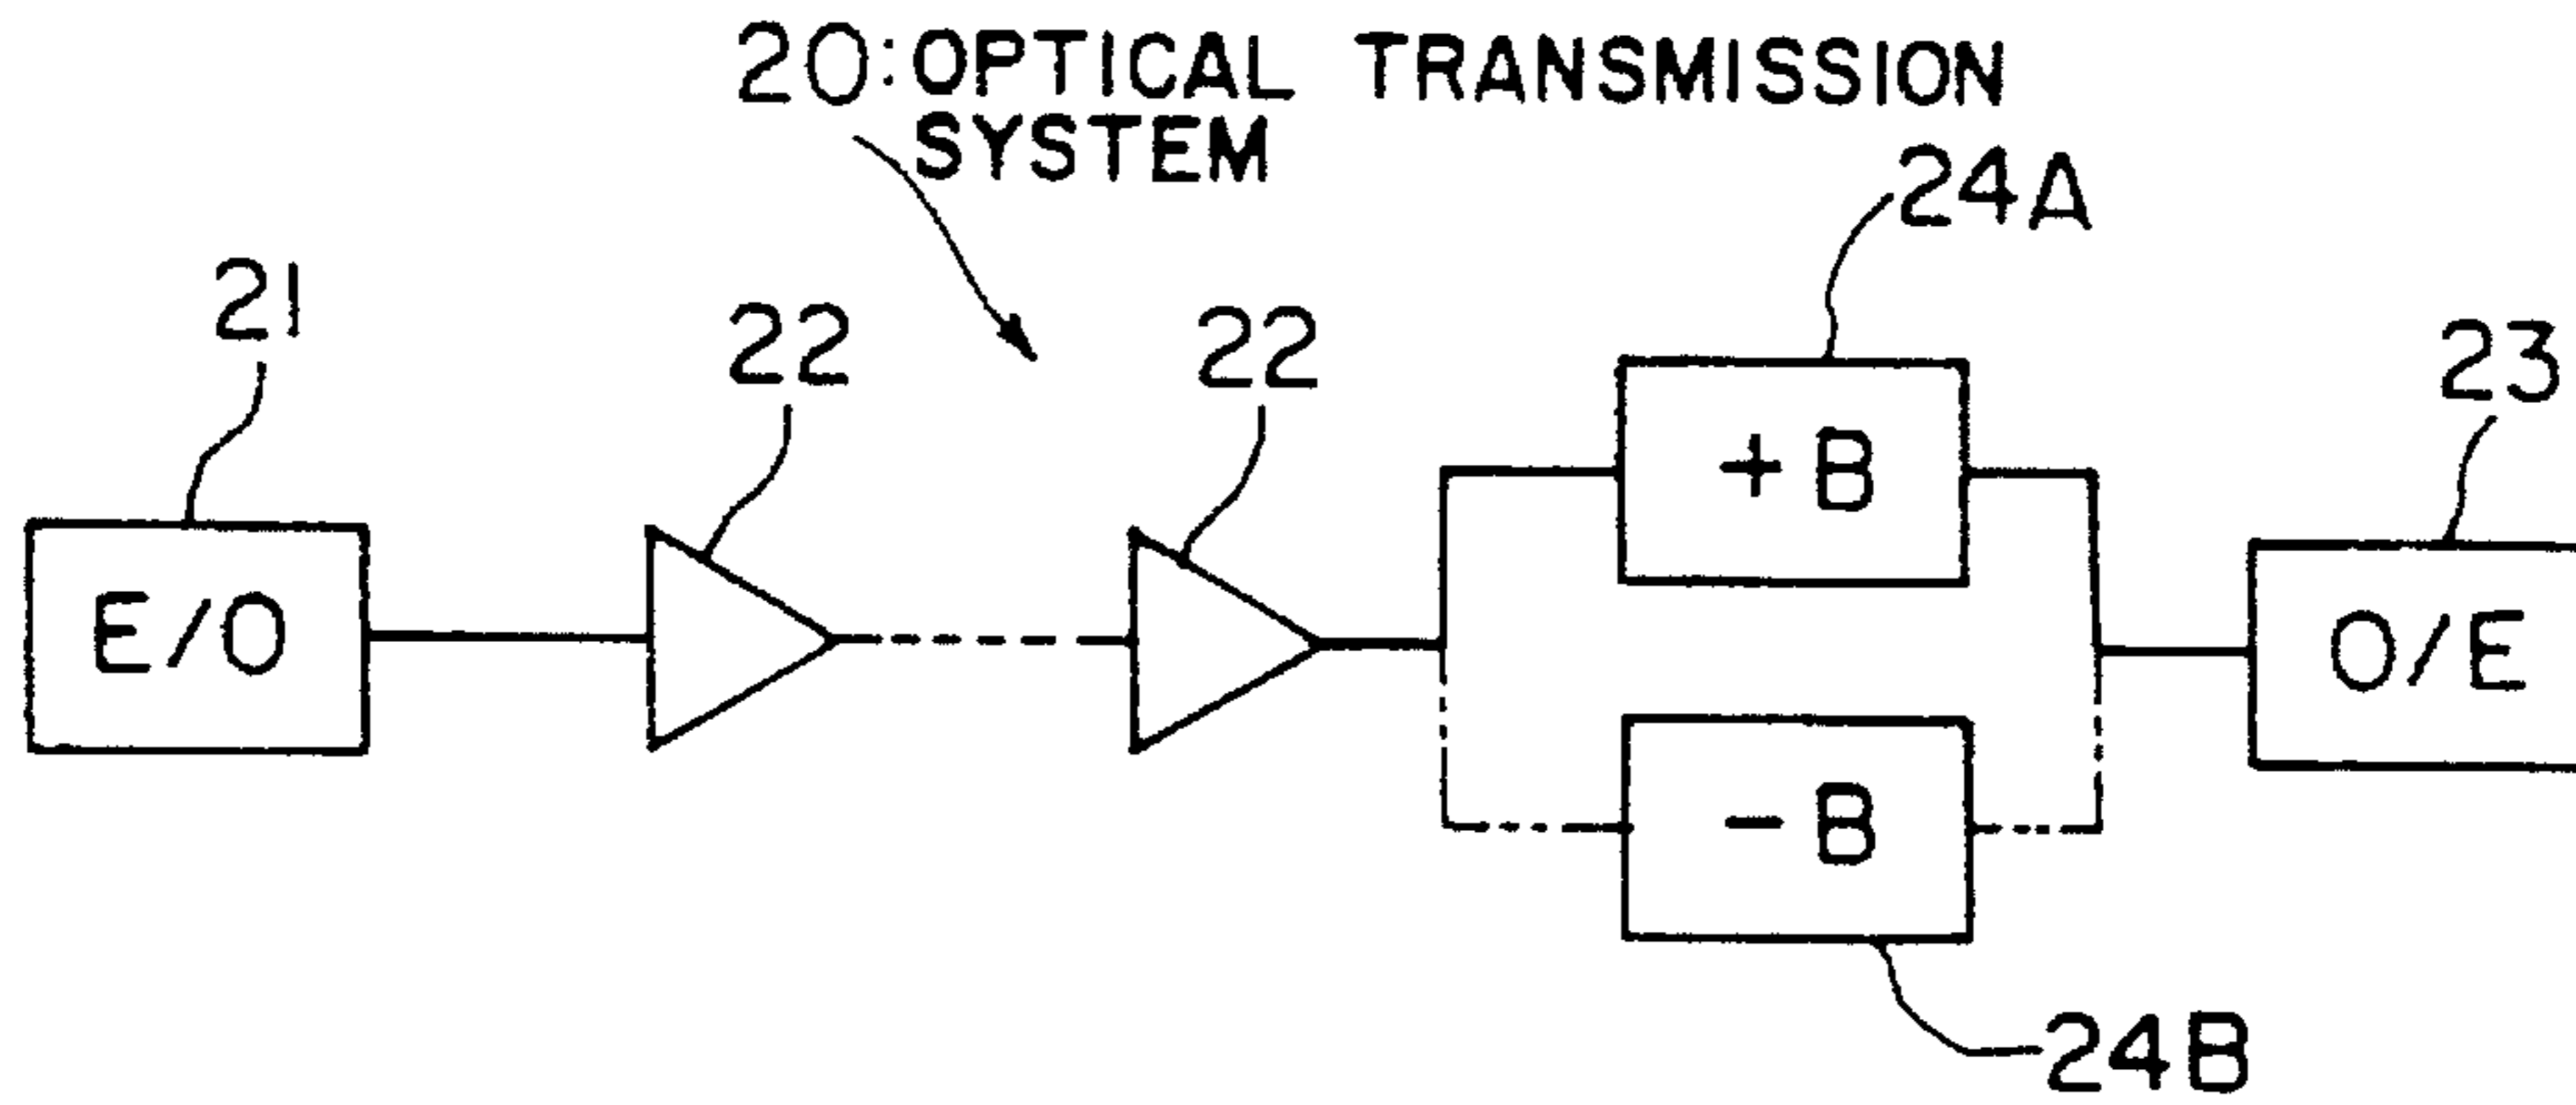 20: OPTICAL TRANSMISSION
SYSTEM
24A
21
22
22
23
+B
E/O
O/E
-B
24B